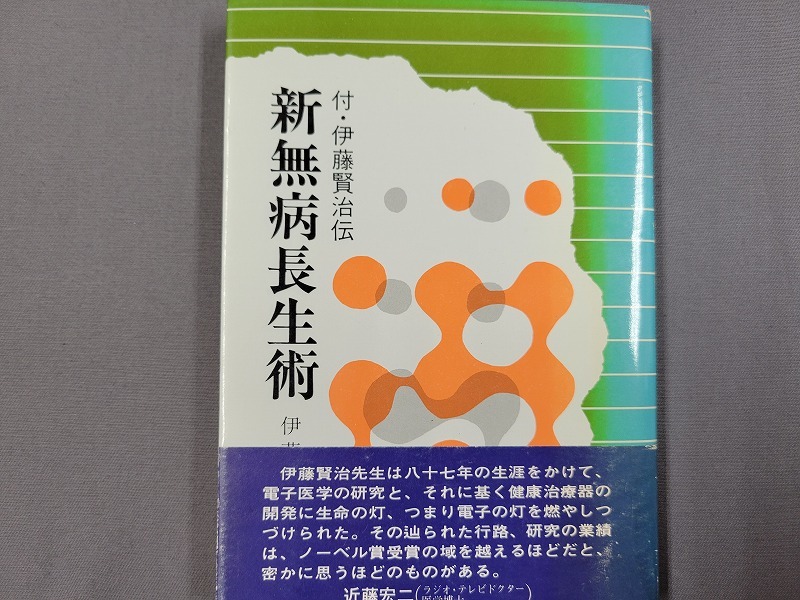 付・伊藤賢治伝
新無病長生術
伊
伊藤賢治先生は八十七年の生涯をかけて、
電子医学の研究と、それに基く健康治療器の
開発に生命の灯、つまり電子の灯を燃やしつ
づけられた。その辿られた行路、研究の業績
は、ノーベル賞受賞の域を越えるほどだと、
密かに思うほどのものがある。
近藤宏二(ラジオ・テレビドクター
医学博士)